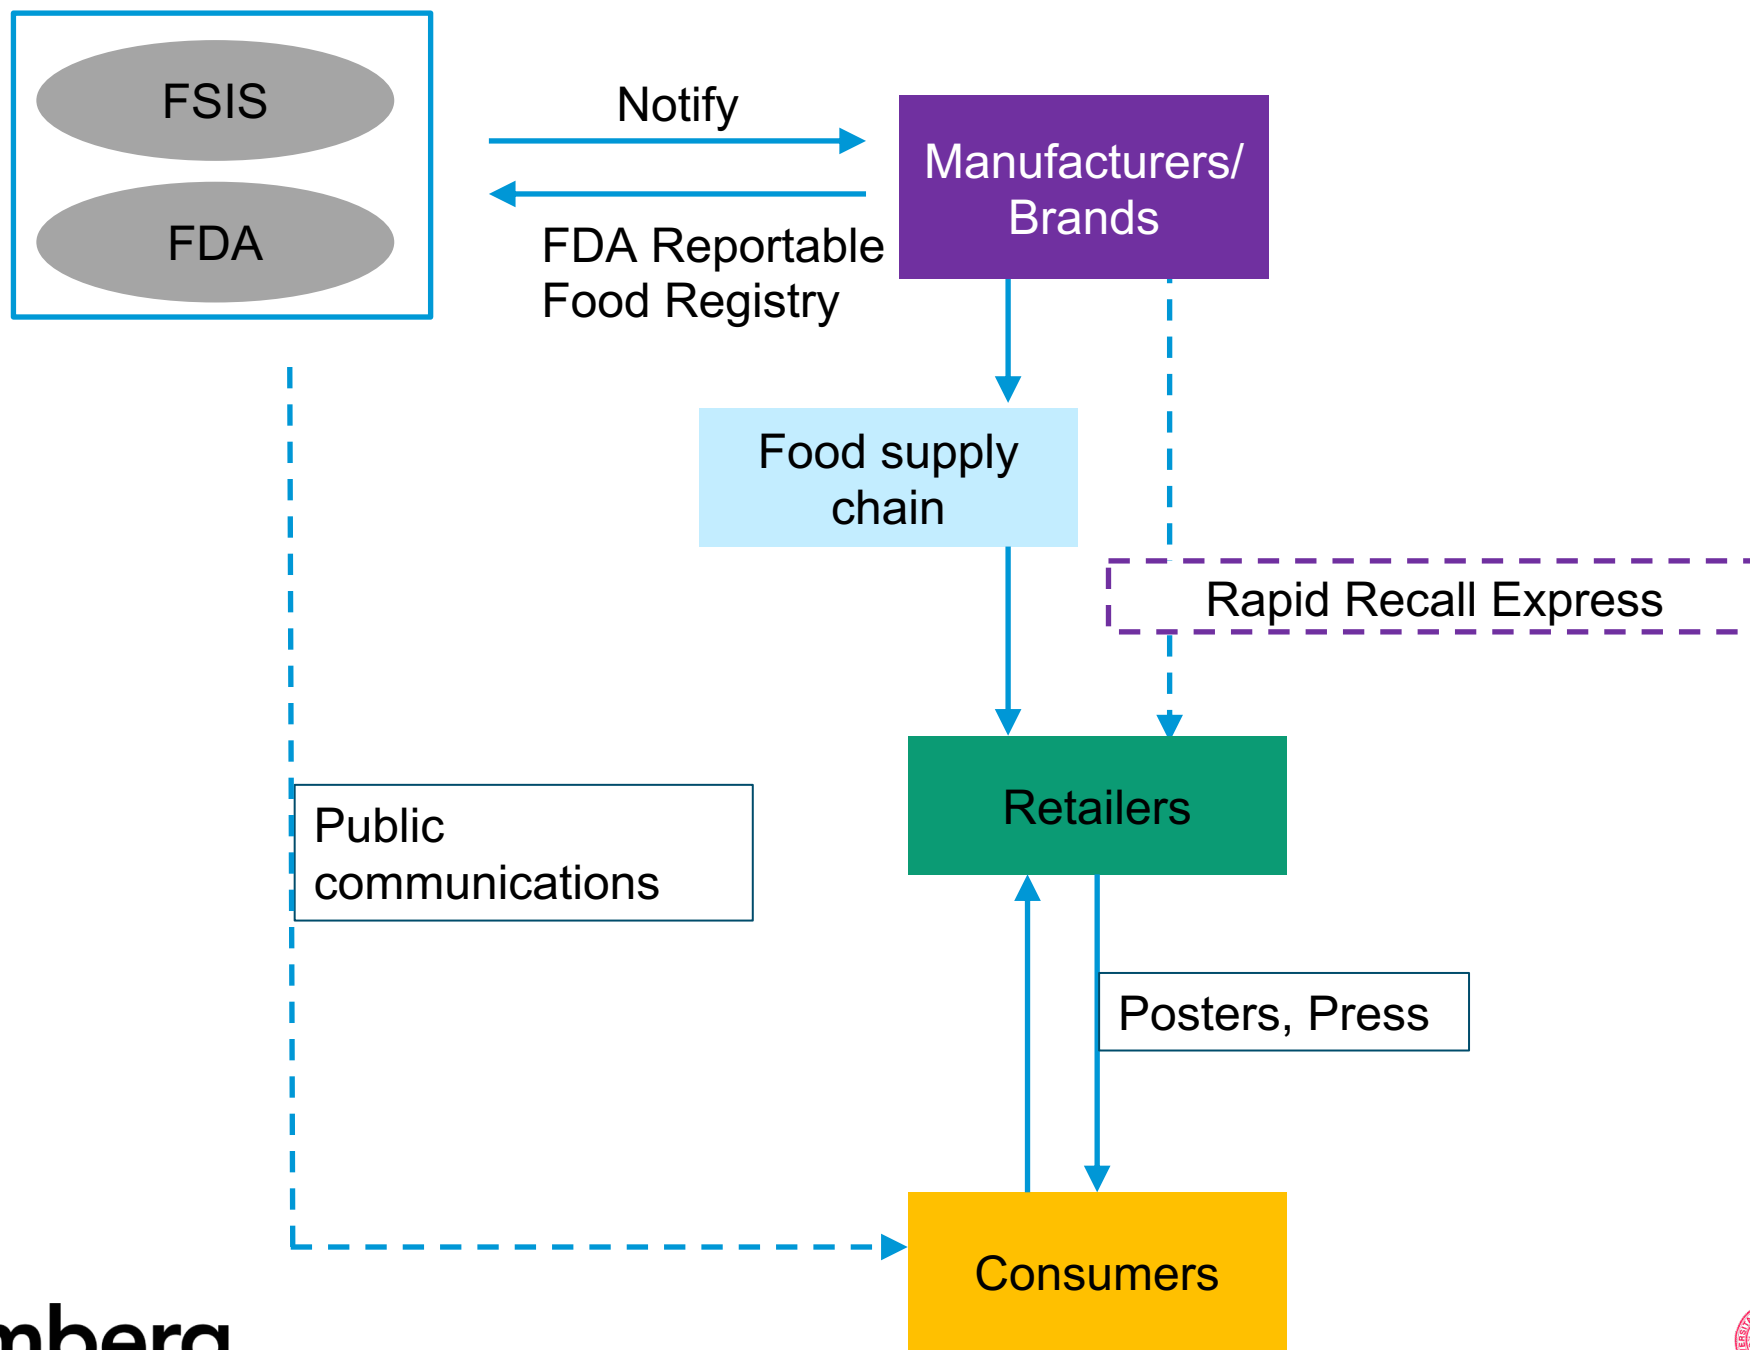 FSIS
FDA
Notify
FDA Reportable
Food Registry
Manufacturers/
Brands
Food supply
chain
Rapid Recall Express
Retailers
Public
communications
Posters, Press
Consumers